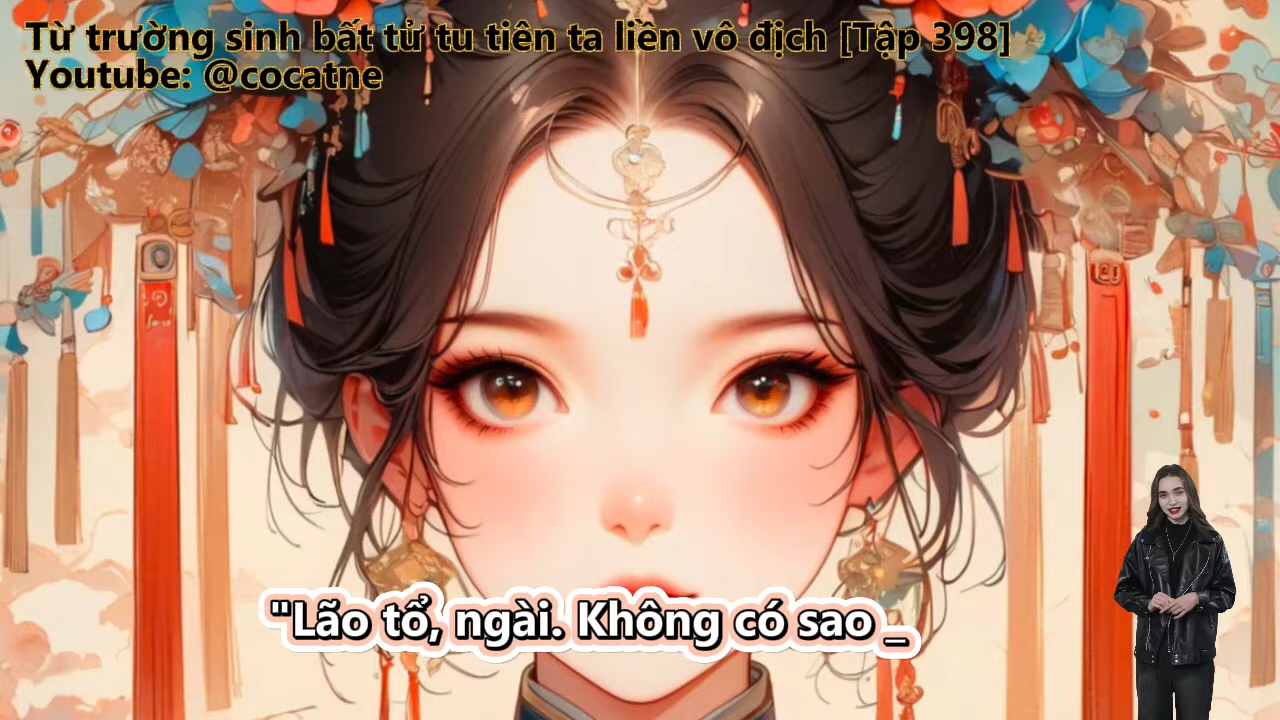 Từ trường sinh bất tử tu tiên ta liền vô địch [Tập 398]
Youtube: @cocatne
"Lão tổ, ngài. Không có sao _